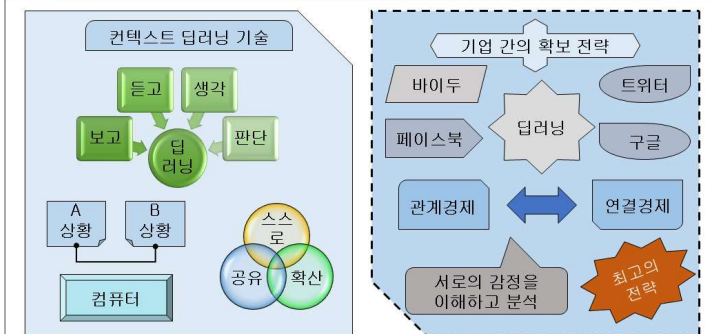 컨텍스트 딥러닝 기술
듣고
생각
보고
판단
딥
러닝
A
상황
B
상황
컴퓨터
스스
로
공유
확산
기업 간의 확보 전략
바이두
트위터
딥러닝
페이스북
구글
관계경제
연결경제
서로의 감정을
이해하고 분석
최고의
전략